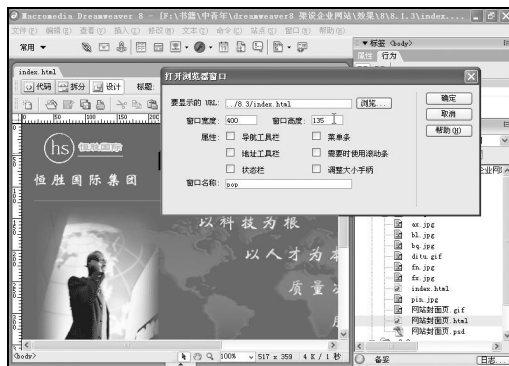 Macromedia Dreamweaver 8 - [F:\书籍\中青年\dreamweaver8 架设企业网站\效果\8\8.1.3\index....
文件(F) 编辑(E) 查看(V) 插入(I) 修改(M) 文本(T) 命令(C) 站点(S) 窗口(W) 帮助(H)
常用
标签 <body>
属性 行为
index.html
代码 拆分 设计 标题:
打开浏览器窗口
要显示的 URL: ../8.3/index.html 浏览...
窗口宽度: 400 窗口高度: 135
属性: 导航工具栏 菜单条
地址工具栏 需要时使用滚动条
状态栏 调整大小手柄
窗口名称: pop
确定
取消
帮助(H)
0 50 100 150 200
hs 恒胜国际
恒胜国际集团
以科技为根
以人才为本
质量
ax.jpg
bl.jpg
bq.jpg
ditu.gif
fn.jpg
fx.jpg
index.html
pin.jpg
网站封面页.gif
网站封面页.html
网站封面页.psd
<body> 100% 517 x 359 4 K / 1 秒
备妥 日志...